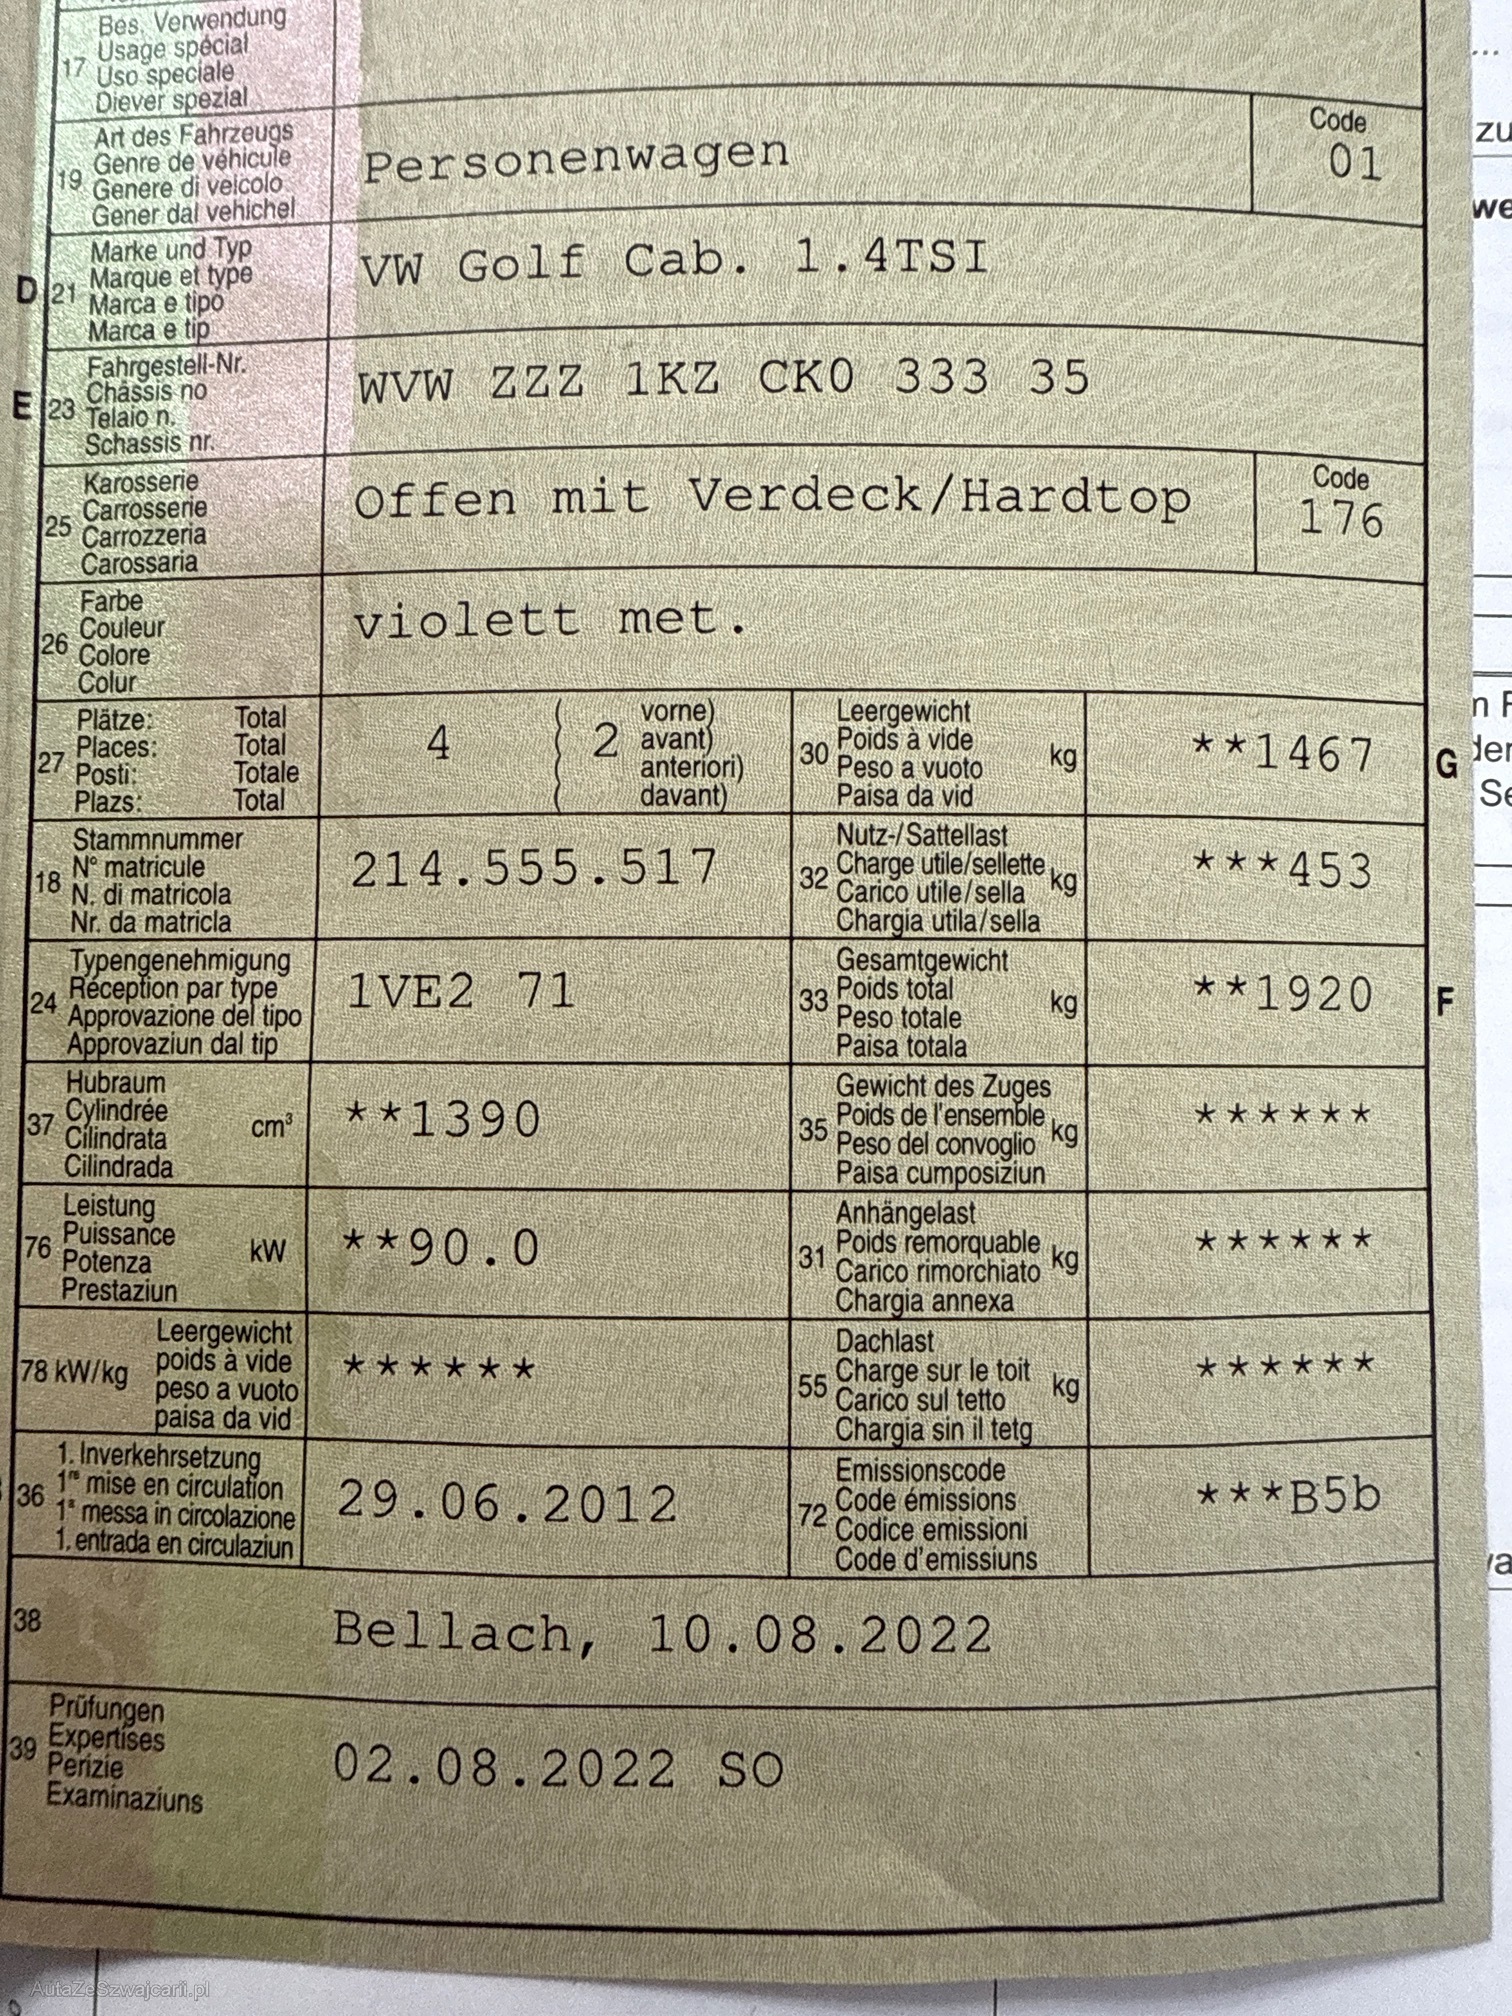 Bes. Verwendung
Usage spécial
17 Uso speciale
Diever spezial
Art des Fahrzeugs
Genre de véhicule
19 Genere di veicolo
Gener dal vehichel
Personenwagen
Code
01
Marke und Typ
Marque et type
D 21 Marca e tipo
Marca e tip
VW Golf Cab. 1.4TSI
Fahrgestell-Nr.
Châssis no
E 23 Telaio n.
Schassis nr.
WVW ZZZ 1KZ CK0 333 35
Karosserie
Carrosserie
25 Carrozzeria
Carossaria
Offen mit Verdeck/Hardtop
Code
176
Farbe
Couleur
26 Colore
Colur
violett met.
Plätze: Total
Places: Total
27 Posti: Totale
Plazs: Total
4
2
vorne)
avant)
anteriori)
davant)
Leergewicht
30 Poids à vide kg
Peso a vuoto
Paisa da vid
**1467
G
Stammnummer
N° matricule
18 N. di matricola
Nr. da matricla
214.555.517
Nutz-/Sattellast
32 Charge utile/sellette kg
Carico utile/sella
Chargia utila/sella
***453
Typengenehmigung
24 Réception par type
Approvazione del tipo
Approvaziun dal tip
1VE2 71
Gesamtgewicht
33 Poids total kg
Peso totale
Paisa totala
**1920
F
Hubraum
37 Cylindrée cm³
Cilindrata
Cilindrada
**1390
Gewicht des Zuges
35 Poids de l'ensemble kg
Peso del convoglio
Paisa cumposiziun
******
Leistung
76 Puissance kW
Potenza
Prestaziun
**90.0
Anhängelast
31 Poids remorquable kg
Carico rimorchiato
Chargia annexa
******
Leergewicht
78 kW/kg poids à vide
peso a vuoto
paisa da vid
******
Dachlast
55 Charge sur le toit kg
Carico sul tetto
Chargia sin il tetg
******
1. Inverkehrsetzung
36 1re mise en circulation
1a messa in circolazione
1. entrada en circulaziun
29.06.2012
Emissionscode
72 Code émissions
Codice emissioni
Code d'emissiuns
***B5b
38
Bellach, 10.08.2022
Prüfungen
39 Expertises
Perizie
Examinaziuns
02.08.2022 SO
zu
we
AutaZeSzwajcarii.pl